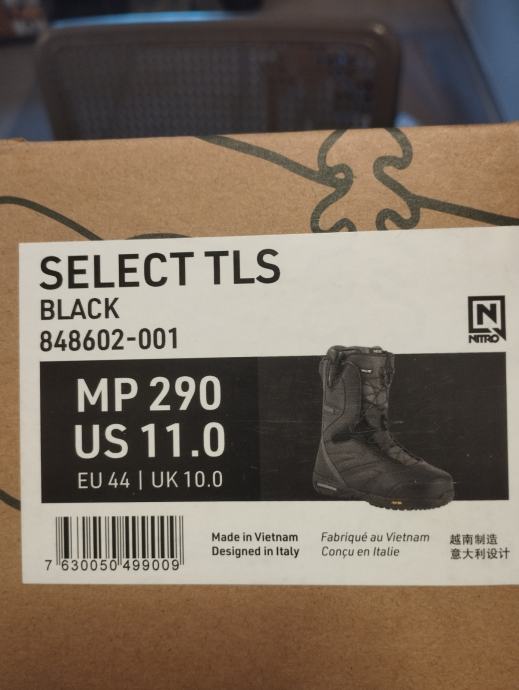 SELECT TLS
BLACK
848602-001
NITRO
MP 290
US 11.0
EU 44 | UK 10.0
7 630050 499009
Made in Vietnam
Designed in Italy
Fabriqué au Vietnam
Conçu en Italie
越南制造
意大利设计